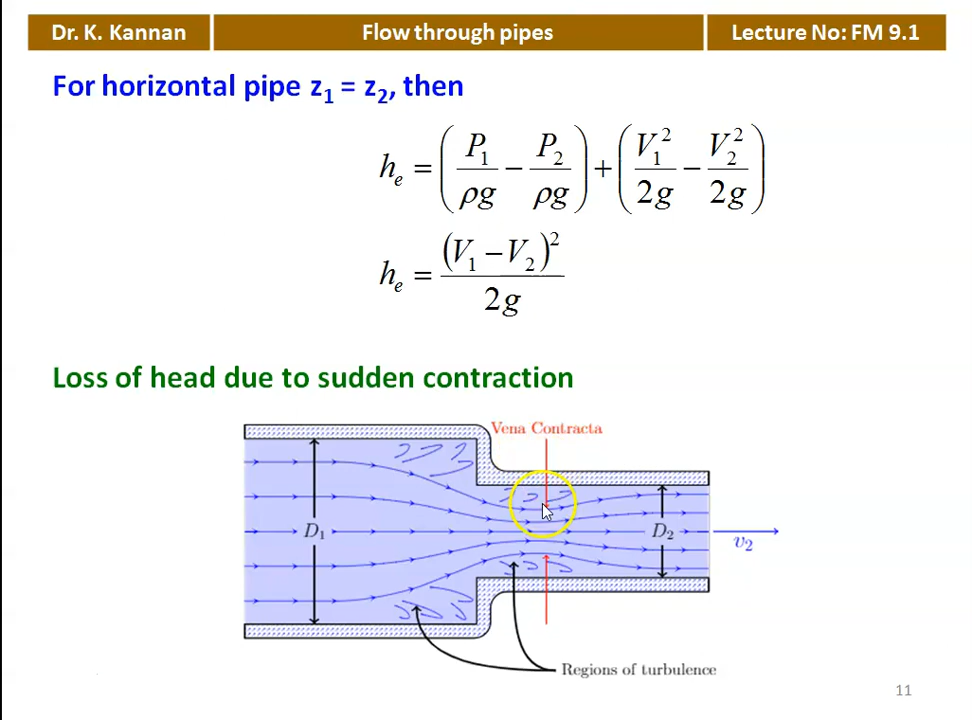 Dr. K. Kannan
Flow through pipes
Lecture No: FM 9.1
For horizontal pipe z₁ = z₂, then
hₑ = (P₁/ρg − P₂/ρg) + (V₁²/2g − V₂²/2g)
hₑ = (V₁ − V₂)²/2g
Loss of head due to sudden contraction
Vena Contracta
D₁
D₂
v₂
Regions of turbulence
11